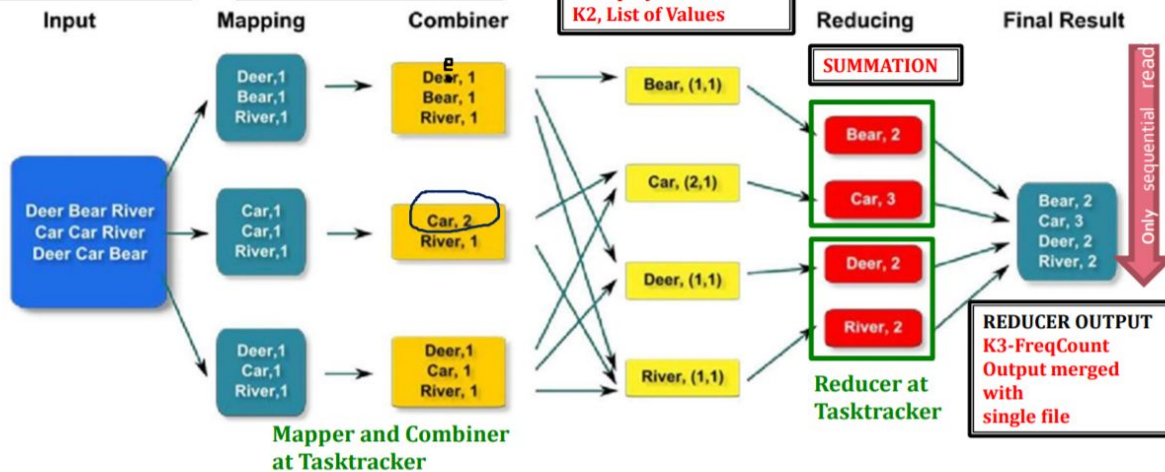 Input
Mapping
Combiner
K2, List of Values
Reducing
Final Result
Deer Bear River
Car Car River
Deer Car Bear
Deer,1
Bear,1
River,1
Car,1
Car,1
River,1
Deer,1
Car,1
River,1
Mapper and Combiner
at Tasktracker
e
Dear, 1
Bear, 1
River, 1
Car, 2
River, 1
Deer,1
Car, 1
River, 1
Bear, (1,1)
Car, (2,1)
Deer, (1,1)
River, (1,1)
SUMMATION
Bear, 2
Car, 3
Deer, 2
River, 2
Reducer at
Tasktracker
Bear, 2
Car, 3
Deer, 2
River, 2
Only sequential read
REDUCER OUTPUT
K3-FreqCount
Output merged
with
single file